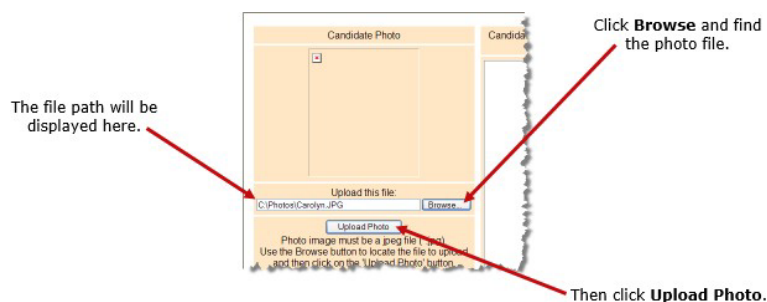 Candidate Photo
Candida
Click Browse and find
the photo file.
The file path will be
displayed here.
Upload this file:
C:\Photos\Carolyn.JPG
Browse...
Upload Photo
Photo image must be a jpeg file (*.jpg)
Use the Browse button to locate the file to upload
and then click on the 'Upload Photo' button
Then click Upload Photo.